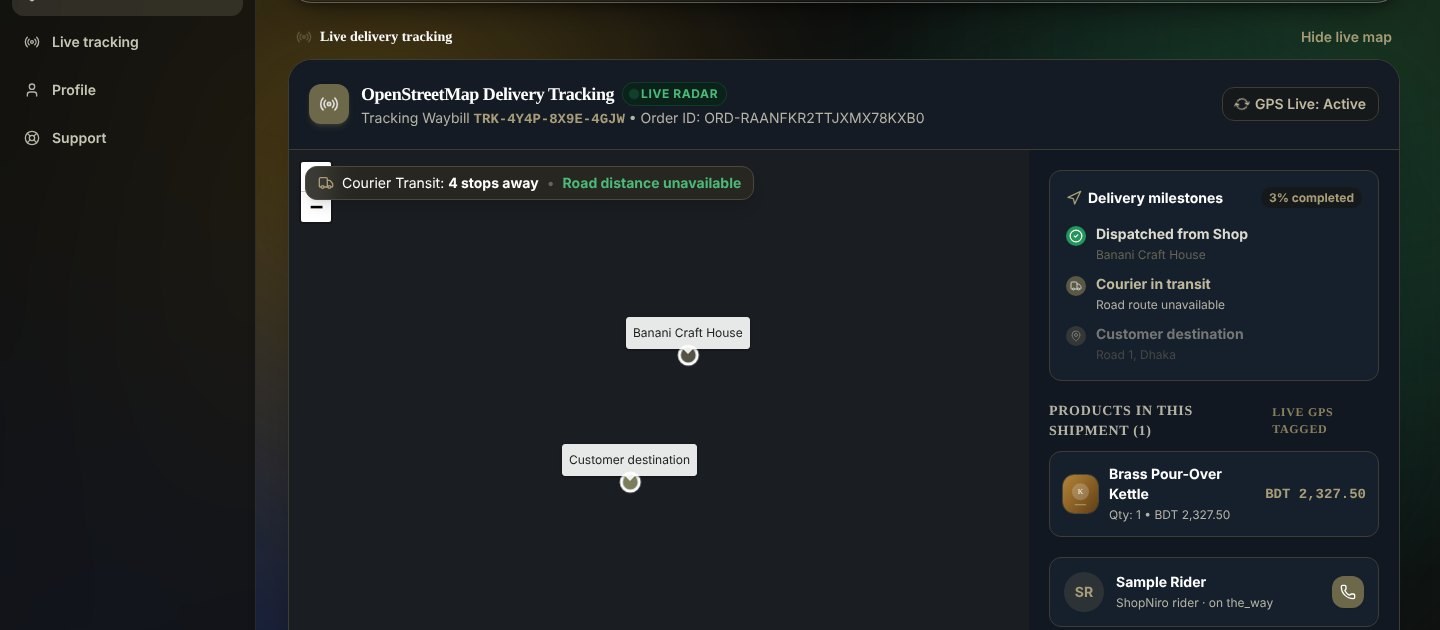 Live tracking
Profile
Support
Live delivery tracking
Hide live map
OpenStreetMap Delivery Tracking
LIVE RADAR
Tracking Waybill TRK-4Y4P-8X9E-4GJW • Order ID: ORD-RAANFKR2TTJXMX78KXB0
GPS Live: Active
Courier Transit: 4 stops away • Road distance unavailable
−
Banani Craft House
Customer destination
Delivery milestones
3% completed
Dispatched from Shop
Banani Craft House
Courier in transit
Road route unavailable
Customer destination
Road 1, Dhaka
PRODUCTS IN THIS
SHIPMENT (1)
LIVE GPS
TAGGED
K
Brass Pour-Over
Kettle
Qty: 1 • BDT 2,327.50
BDT 2,327.50
SR
Sample Rider
ShopNiro rider · on_the_way